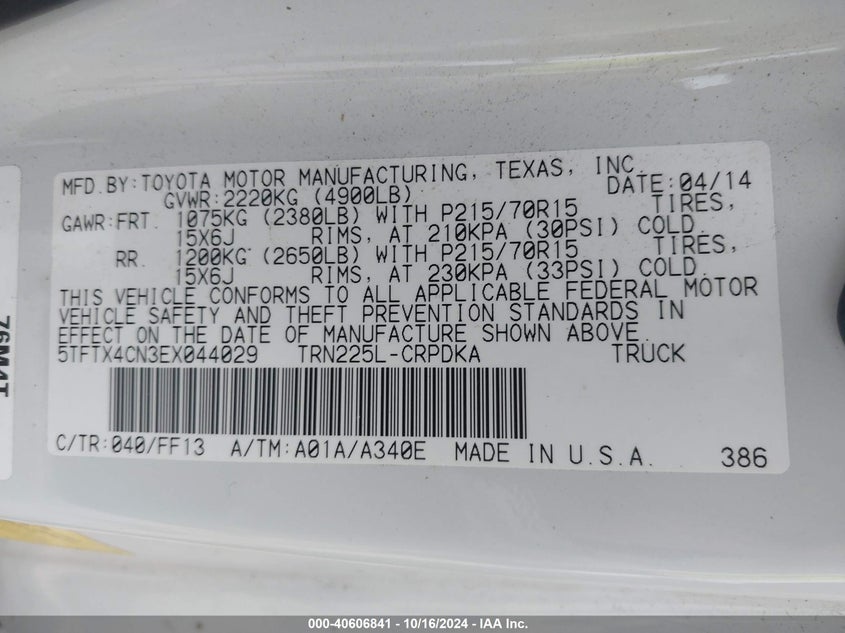 MFD.BY:TOYOTA MOTOR MANUFACTURING, TEXAS, INC.
GVWR:2220KG (4900LB) DATE:04/14
GAWR:FRT. 1075KG (2380LB) WITH P215/70R15 TIRES,
15X6J RIMS, AT 210KPA (30PSI) COLD.
RR. 1200KG (2650LB) WITH P215/70R15 TIRES,
15X6J RIMS, AT 230KPA (33PSI) COLD.
THIS VEHICLE CONFORMS TO ALL APPLICABLE FEDERAL MOTOR
VEHICLE SAFETY AND THEFT PREVENTION STANDARDS IN
EFFECT ON THE DATE OF MANUFACTURE SHOWN ABOVE.
5TFTX4CN3EX044029 TRN225L-CRPDKA TRUCK
C/TR:040/FF13 A/TM:A01A/A340E MADE IN U.S.A. 386
000-40606841 - 10/16/2024 - IAA Inc.